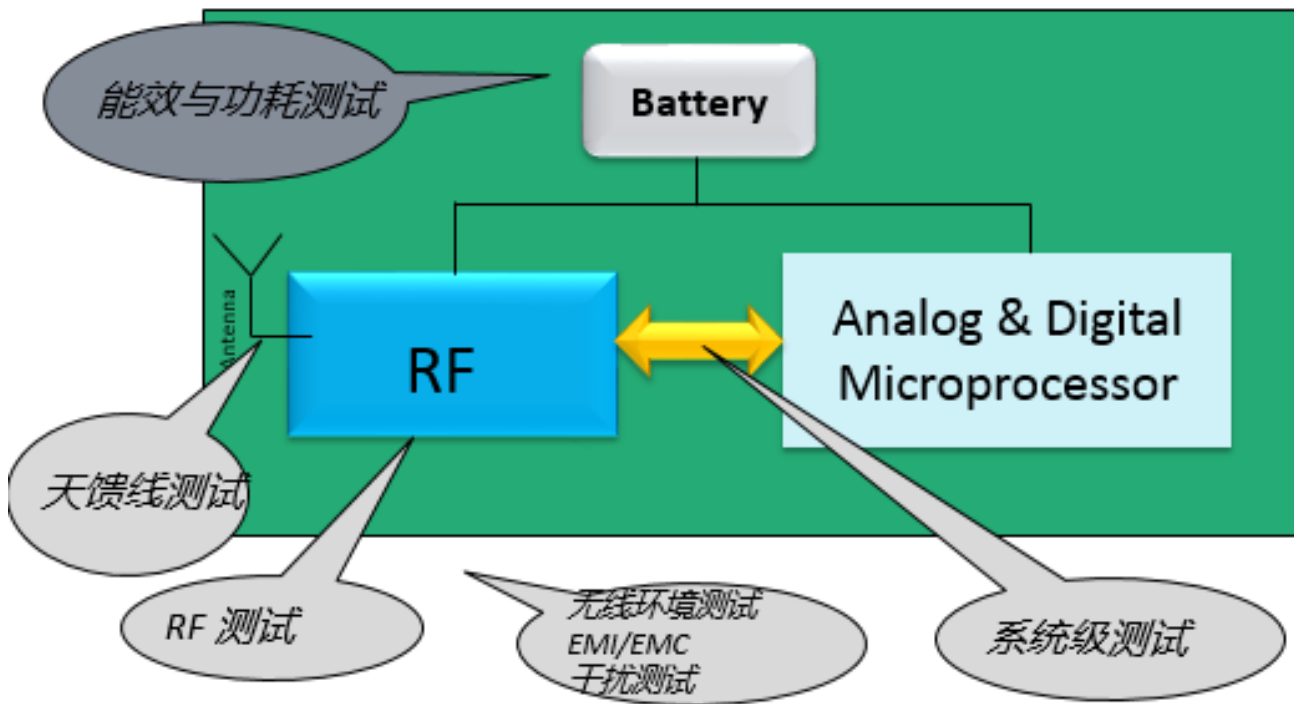 能效与功耗测试
Battery
Antenna
RF
Analog & Digital
Microprocessor
天馈线测试
RF 测试
无线环境测试
EMI/EMC
干扰测试
系统级测试